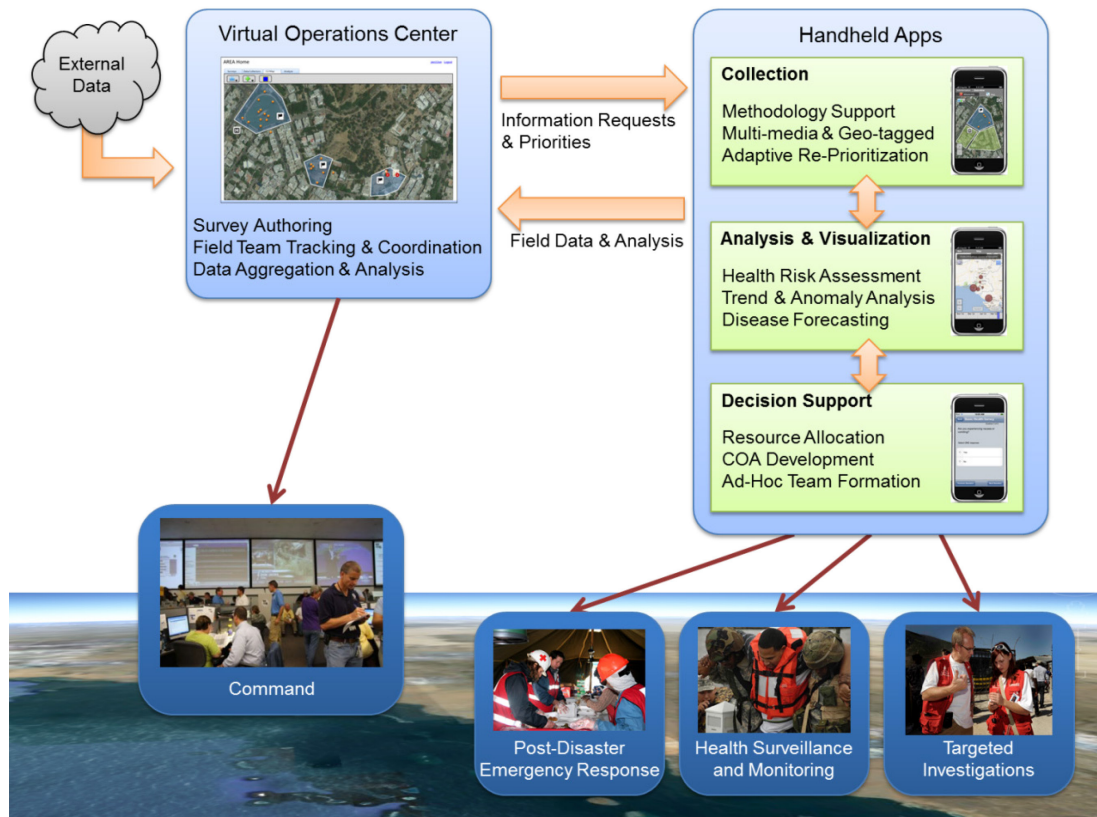 External
Data
Virtual Operations Center
AREA Home
Survey Authoring
Field Team Tracking & Coordination
Data Aggregation & Analysis
Information Requests
& Priorities
Field Data & Analysis
Handheld Apps
Collection
Methodology Support
Multi-media & Geo-tagged
Adaptive Re-Prioritization
Analysis & Visualization
Health Risk Assessment
Trend & Anomaly Analysis
Disease Forecasting
Decision Support
Resource Allocation
COA Development
Ad-Hoc Team Formation
Command
Post-Disaster
Emergency Response
Health Surveillance
and Monitoring
Targeted
Investigations